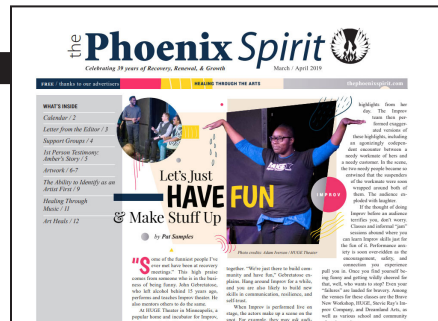 the Phoenix Spirit
Celebrating 39 years of Recovery, Renewal, & Growth
March / April 2019
FREE / thanks to our advertisers
HEALING THROUGH THE ARTS
thephoenixspirit.com
WHAT'S INSIDE
Calendar / 2
Letter from the Editor / 3
Support Groups / 4
1st Person Testimony:
Amber's Story / 5
Artwork / 6-7
The Ability to Identify as an
Artist First / 9
Healing Through
Music / 11
Art Heals / 12
Let's Just
HAVE FUN
& Make Stuff Up
by Pat Samples
IMPROV
Photo credits: Adam Iverson / HUGE Theater
"Some of the funniest people I've
ever met have been at recovery
meetings." This high praise
comes from someone who is in the busi-
ness of being funny. John Gebretatose,
who left alcohol behind 15 years ago,
performs and teaches improv theater. He
also mentors others to do the same.
At HUGE Theater in Minneapolis, a
popular home and incubator for Improv,
together. "We're just there to build com-
munity and have fun," Gebretatose ex-
plains. Hang around Improv for a while,
and you are also likely to build new
skills in communication, resilience, and
self-trust.
When Improv is performed live on
stage, the actors make up a scene on the
spot. For example, they may ask audi-
highlights from her
day. The Improv
team then per-
formed exagger-
ated versions of
these highlights, including
an agonizingly codepen-
dent encounter between a
needy workmate of hers and
a needy customer. In the scene,
the two needy people became so
entwined that the suspenders
of the workmate were soon
wrapped around both of
them. The audience ex-
ploded with laughter.
If the thought of doing
Improv before an audience
terrifies you, don't worry.
Classes and informal "jam"
sessions abound where you
can learn Improv skills just for
the fun of it. Performance anx-
iety is soon overridden as the
encouragement, safety, and
connection you experience
pull you in. Once you find yourself be-
ing funny and getting wildly cheered for
that, well, who wants to stop? Even your
"failures" are lauded for bravery. Among
the venues for these classes are the Brave
New Workshop, HUGE, Stevie Ray's Im-
prov Company, and Dreamland Arts, as
well as various school and community